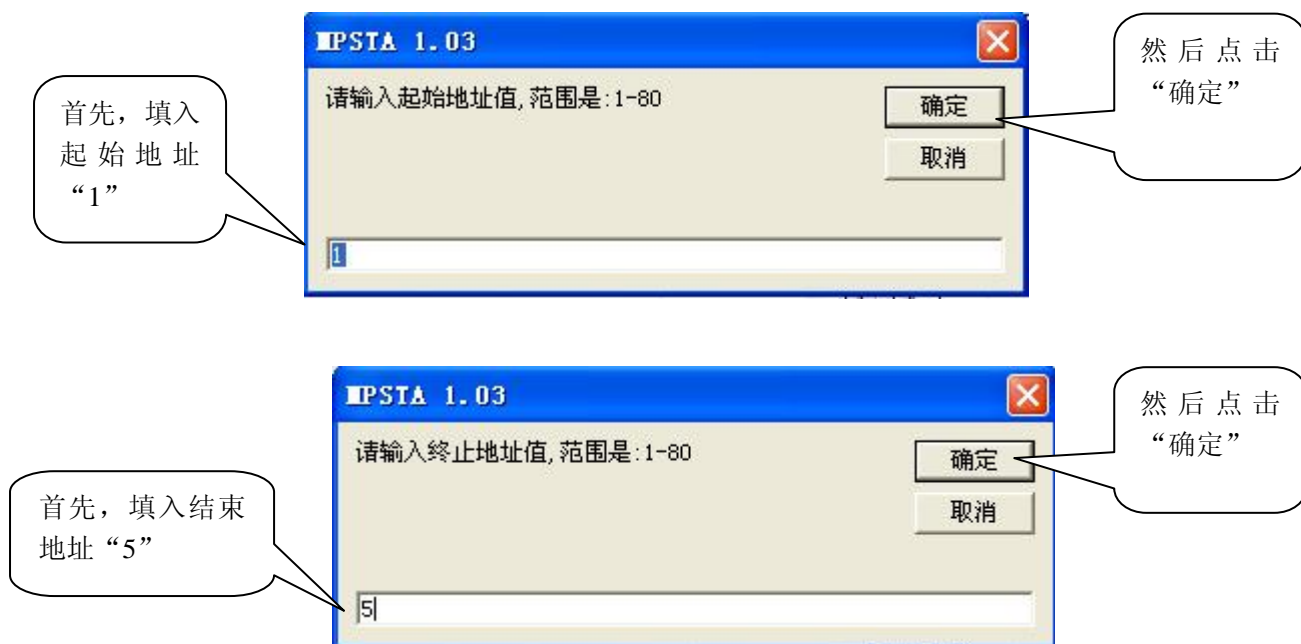 MPSTA 1.03
请输入起始地址值,范围是:1-80
确定
取消
1
首先，填入
起始地址
“1”
然后点击
“确定”
MPSTA 1.03
请输入终止地址值,范围是:1-80
确定
取消
5
首先，填入结束
地址“5”
然后点击
“确定”